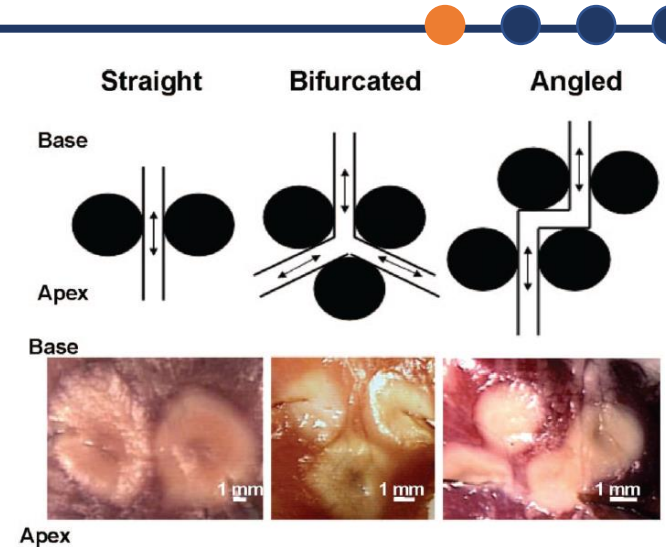 Straight Bifurcated Angled
Base
Apex
Base
1 mm 1 mm 1 mm
Apex